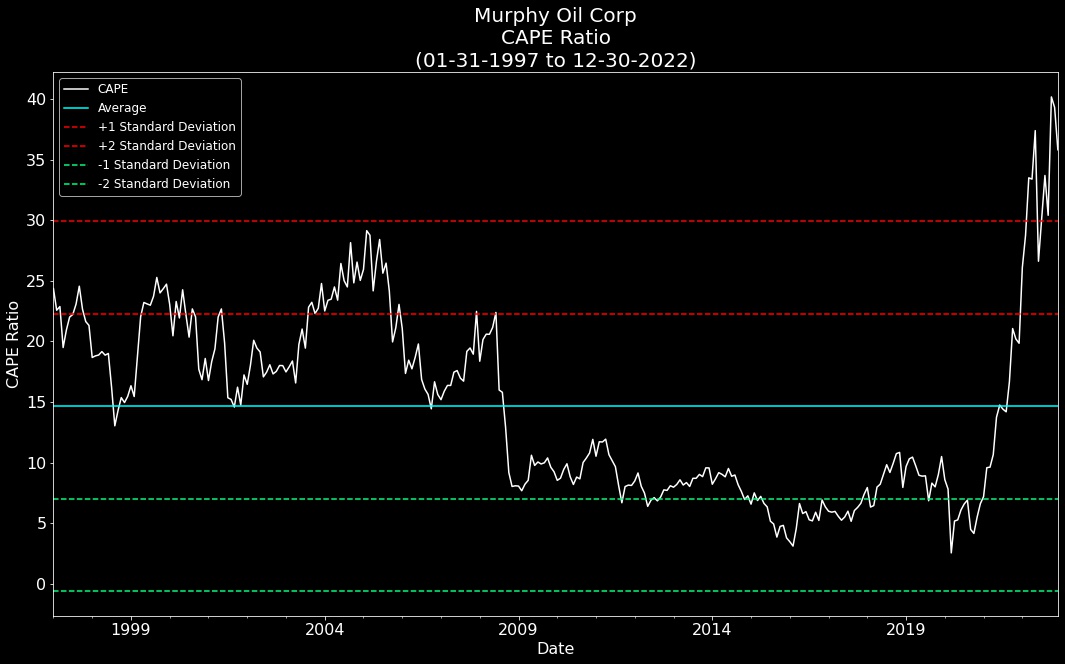 Murphy Oil Corp
CAPE Ratio
(01-31-1997 to 12-30-2022)
CAPE
Average
+1 Standard Deviation
+2 Standard Deviation
-1 Standard Deviation
-2 Standard Deviation
40
35
30
25
20
15
10
5
0
CAPE Ratio
1999
2004
2009
2014
2019
Date